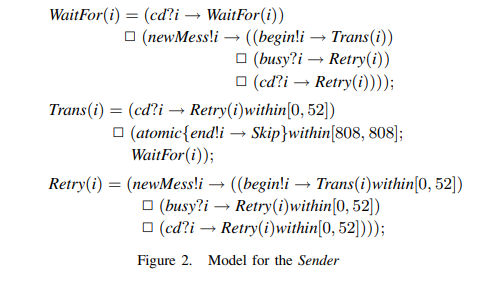 WaitFor(i) = (cd?i → WaitFor(i))
□ (newMess!i → ((begin!i → Trans(i))
□ (busy?i → Retry(i))
□ (cd?i → Retry(i))));
Trans(i) = (cd?i → Retry(i)within[0, 52])
□ (atomic{end!i → Skip}within[808, 808];
WaitFor(i));
Retry(i) = (newMess!i → ((begin!i → Trans(i)within[0, 52])
□ (busy?i → Retry(i)within[0, 52])
□ (cd?i → Retry(i)within[0, 52])));
Figure 2. Model for the Sender